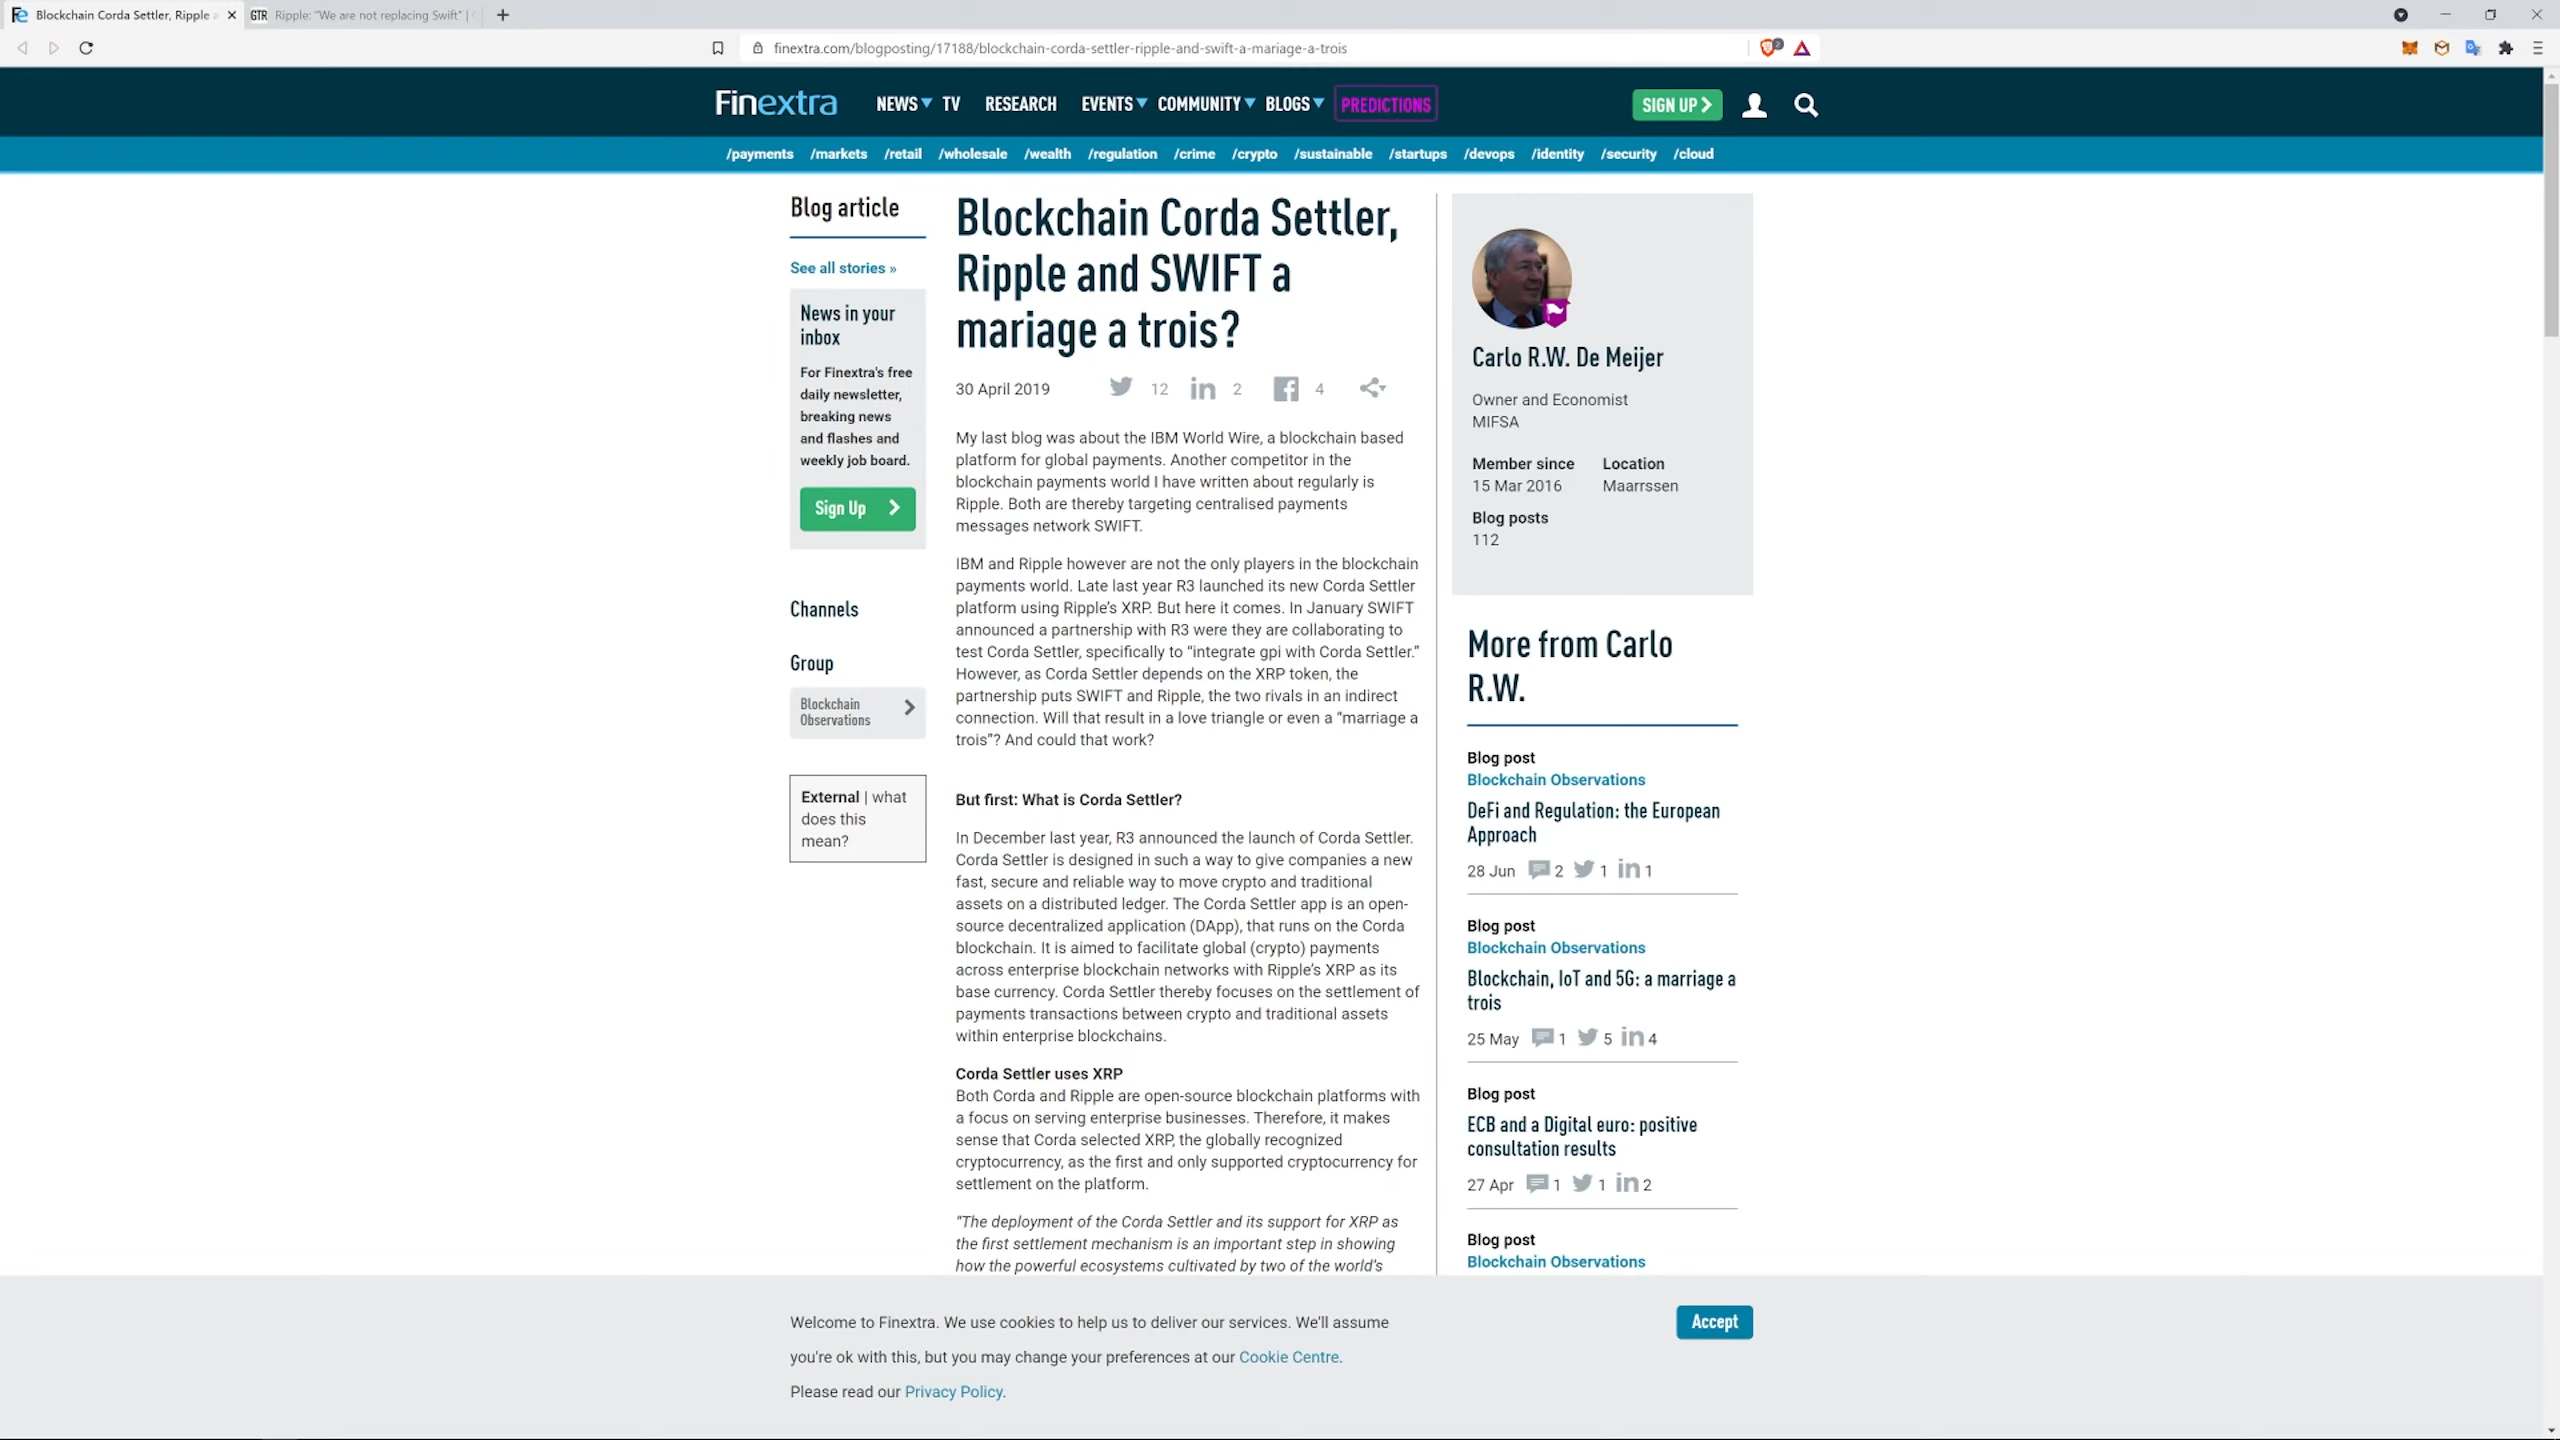 Blockchain Corda Settler, Ripple a
GTR Ripple: "We are not replacing Swift" |
finextra.com/blogposting/17188/blockchain-corda-settler-ripple-and-swift-a-mariage-a-trois
2
Finextra
NEWS TV RESEARCH EVENTS COMMUNITY BLOGS PREDICTIONS
SIGN UP
/payments /markets /retail /wholesale /wealth /regulation /crime /crypto /sustainable /startups /devops /identity /security /cloud
Blog article
See all stories »
News in your
inbox
For Finextra's free
daily newsletter,
breaking news
and flashes and
weekly job board.
Sign Up
Channels
Group
Blockchain
Observations
External | what
does this
mean?
Blockchain Corda Settler,
Ripple and SWIFT a
mariage a trois?
30 April 2019 12 2 4
My last blog was about the IBM World Wire, a blockchain based
platform for global payments. Another competitor in the
blockchain payments world I have written about regularly is
Ripple. Both are thereby targeting centralised payments
messages network SWIFT.
IBM and Ripple however are not the only players in the blockchain
payments world. Late last year R3 launched its new Corda Settler
platform using Ripple’s XRP. But here it comes. In January SWIFT
announced a partnership with R3 were they are collaborating to
test Corda Settler, specifically to “integrate gpi with Corda Settler.”
However, as Corda Settler depends on the XRP token, the
partnership puts SWIFT and Ripple, the two rivals in an indirect
connection. Will that result in a love triangle or even a “marriage a
trois”? And could that work?
But first: What is Corda Settler?
In December last year, R3 announced the launch of Corda Settler.
Corda Settler is designed in such a way to give companies a new
fast, secure and reliable way to move crypto and traditional
assets on a distributed ledger. The Corda Settler app is an open-
source decentralized application (DApp), that runs on the Corda
blockchain. It is aimed to facilitate global (crypto) payments
across enterprise blockchain networks with Ripple’s XRP as its
base currency. Corda Settler thereby focuses on the settlement of
payments transactions between crypto and traditional assets
within enterprise blockchains.
Corda Settler uses XRP
Both Corda and Ripple are open-source blockchain platforms with
a focus on serving enterprise businesses. Therefore, it makes
sense that Corda selected XRP, the globally recognized
cryptocurrency, as the first and only supported cryptocurrency for
settlement on the platform.
“The deployment of the Corda Settler and its support for XRP as
the first settlement mechanism is an important step in showing
how the powerful ecosystems cultivated by two of the world’s
Carlo R.W. De Meijer
Owner and Economist
MIFSA
Member since Location
15 Mar 2016 Maarrssen
Blog posts
112
More from Carlo
R.W.
Blog post
Blockchain Observations
DeFi and Regulation: the European
Approach
28 Jun 2 1 1
Blog post
Blockchain Observations
Blockchain, IoT and 5G: a marriage a
trois
25 May 1 5 4
Blog post
ECB and a Digital euro: positive
consultation results
27 Apr 1 1 2
Blog post
Blockchain Observations
Welcome to Finextra. We use cookies to help us to deliver our services. We'll assume
you're ok with this, but you may change your preferences at our Cookie Centre.
Please read our Privacy Policy.
Accept